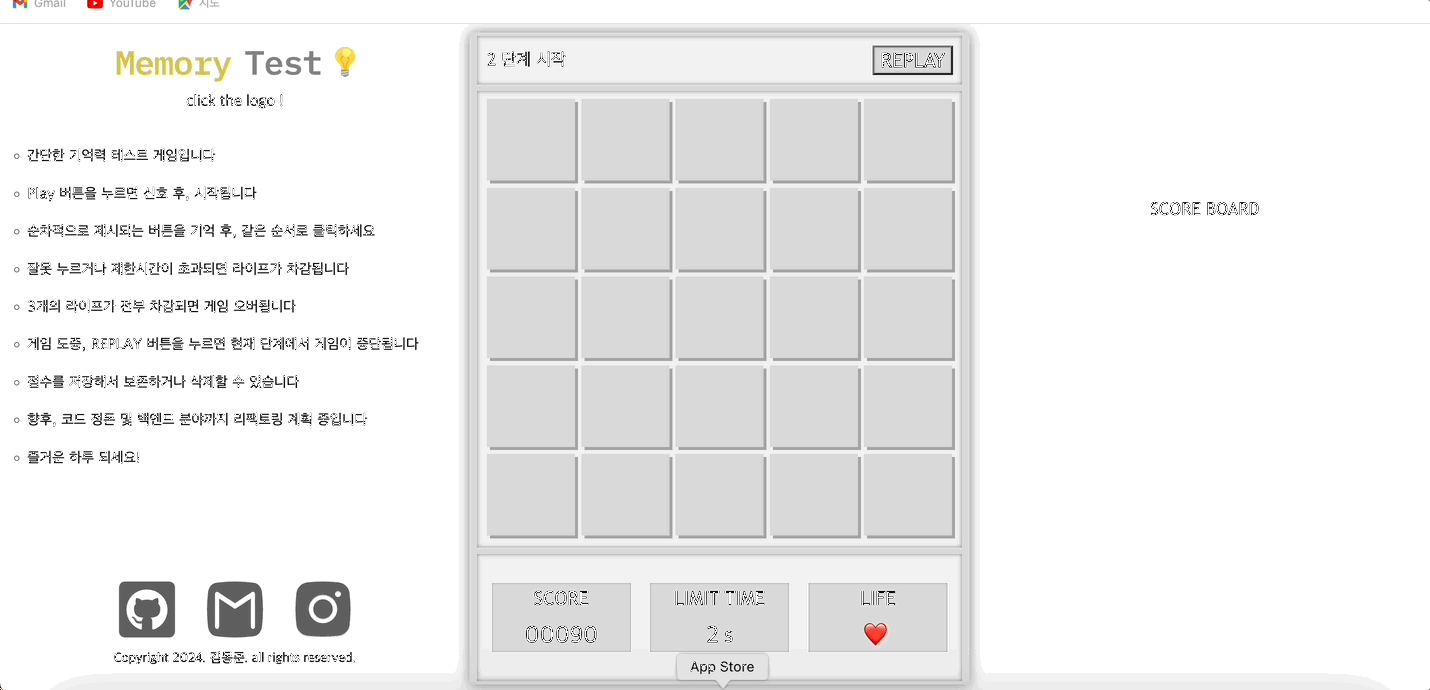 Gmail
YouTube
지도
Memory Test
click the logo !
간단한 기억력 테스트 게임입니다
Play 버튼을 누르면 신호 후, 시작됩니다
순차적으로 제시되는 버튼을 기억 후, 같은 순서로 클릭하세요
잘못 누르거나 제한시간이 초과되면 라이프가 차감됩니다
3개의 라이프가 전부 차감되면 게임 오버됩니다
게임 도중, REPLAY 버튼을 누르면 현재 단계에서 게임이 중단됩니다
점수를 저장해서 보존하거나 삭제할 수 있습니다
향후, 코드 정돈 및 백엔드 분야까지 리팩토링 계획 중입니다
즐거운 하루 되세요!
Copyright 2024. 김동준. all rights reserved.
2 단계 시작
REPLAY
SCORE
00090
LIMIT TIME
2 s
LIFE
App Store
SCORE BOARD